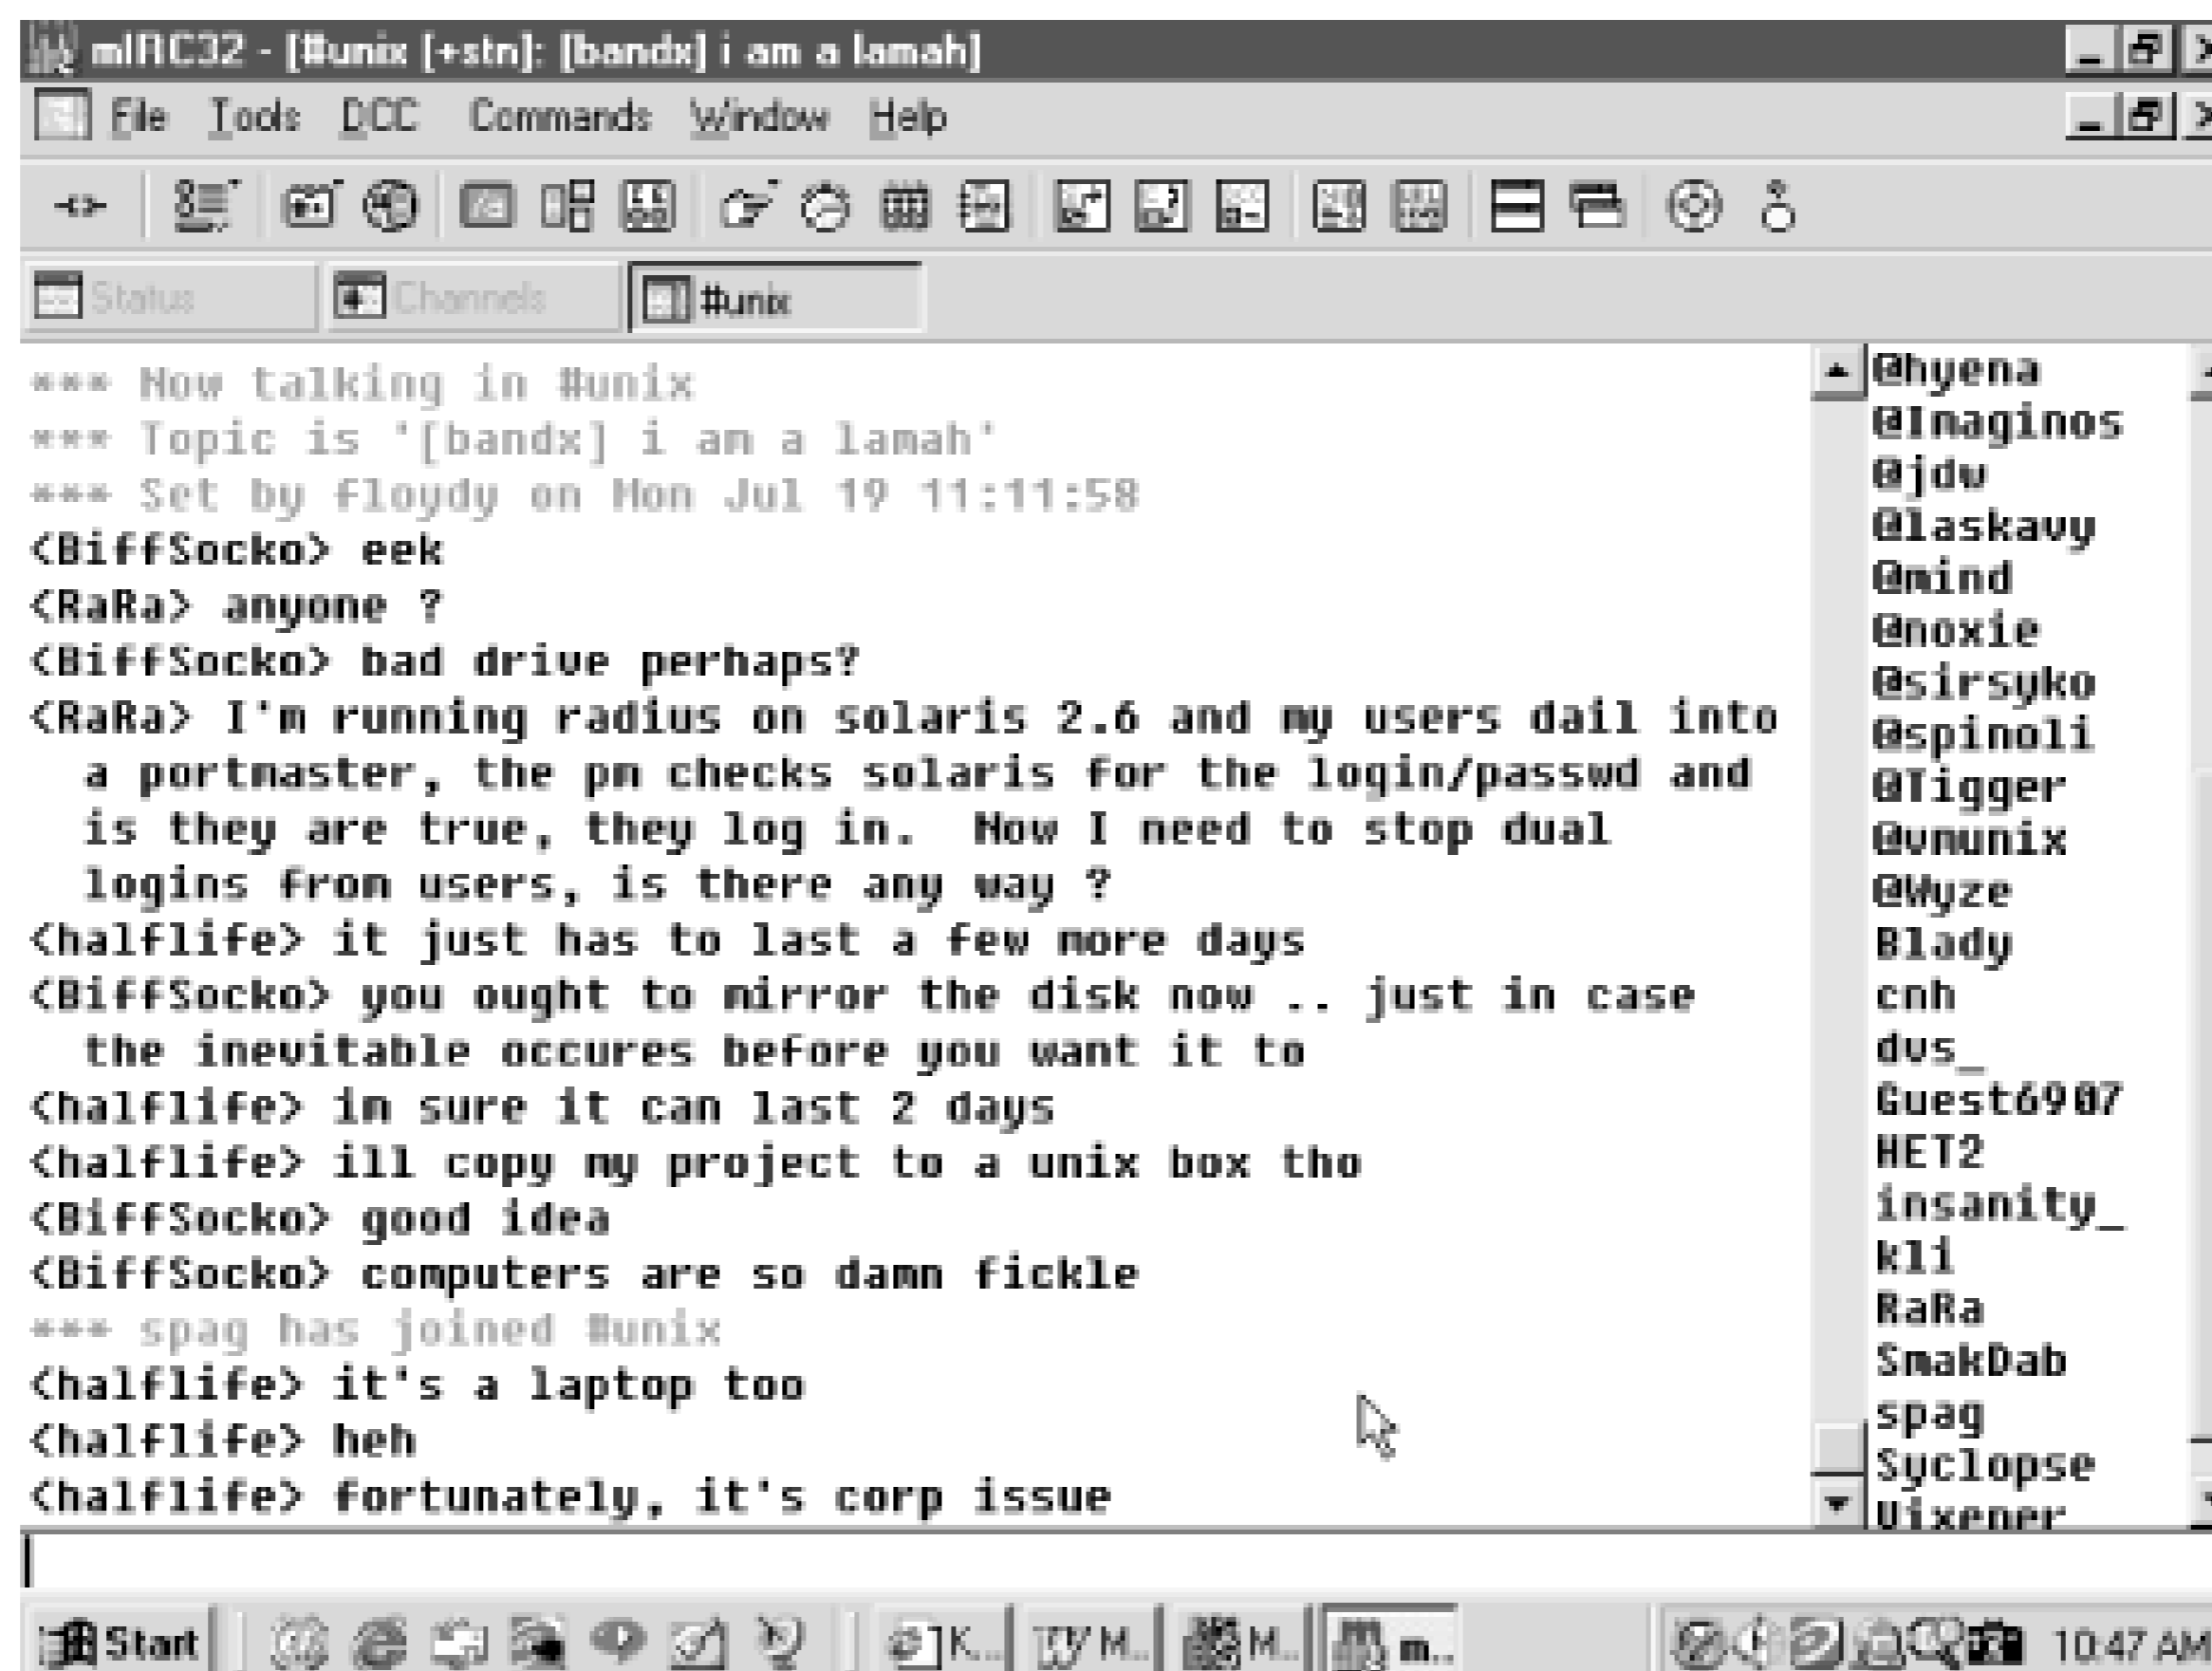 mIRC32 - [#unix [+stn]: [bandx] i am a lamah]
File Tools DCC Commands Window Help
Status Channels #unix
*** Now talking in #unix
*** Topic is '[bandx] i am a lamah'
*** Set by floydy on Mon Jul 19 11:11:58
<BiffSocko> eek
<RaRa> anyone ?
<BiffSocko> bad drive perhaps?
<RaRa> I'm running radius on solaris 2.6 and my users dail into
a portmaster, the pm checks solaris for the login/passwd and
is they are true, they log in.  Now I need to stop dual
logins from users, is there any way ?
<halflife> it just has to last a few more days
<BiffSocko> you ought to mirror the disk now .. just in case
the inevitable occures before you want it to
<halflife> im sure it can last 2 days
<halflife> ill copy my project to a unix box tho
<BiffSocko> good idea
<BiffSocko> computers are so damn fickle
*** spag has joined #unix
<halflife> it's a laptop too
<halflife> heh
<halflife> fortunately, it's corp issue
@hyena
@Imaginos
@jdw
@laskavy
@mind
@noxie
@sirsyko
@spinoli
@Tigger
@vmunix
@Wyze
Blady
cnh
dvs_
Guest6907
HET2
insanity_
kli
RaRa
SmakDab
spag
Syclopse
Vixener
Start K... M... M... m.. 10:47 AM